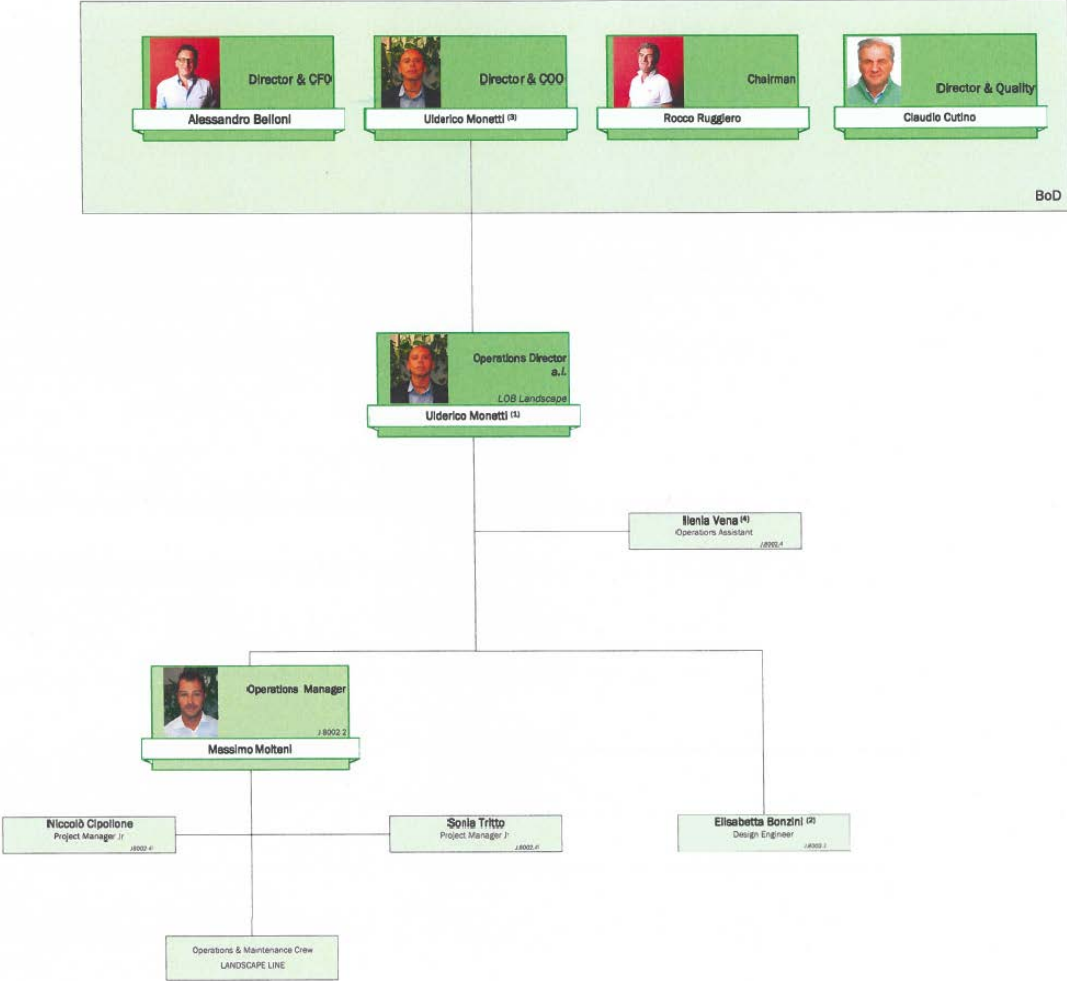 Director & CFO
Alessandro Belloni
Director & COO
Ulderico Monetti (3)
Chairman
Rocco Ruggiero
Director & Quality
Claudio Cutino
BoD
Operations Director
a.i.
LOB Landscape
Ulderico Monetti (1)
Ilenia Vena (4)
Operations Assistant
Operations Manager
J 8002 2
Massimo Molteni
Niccolò Cipollone
Project Manager Jr
Sonia Tritto
Project Manager Jr
Elisabetta Bonzini (2)
Design Engineer
Operations & Maintenance Crew
LANDSCAPE LINE